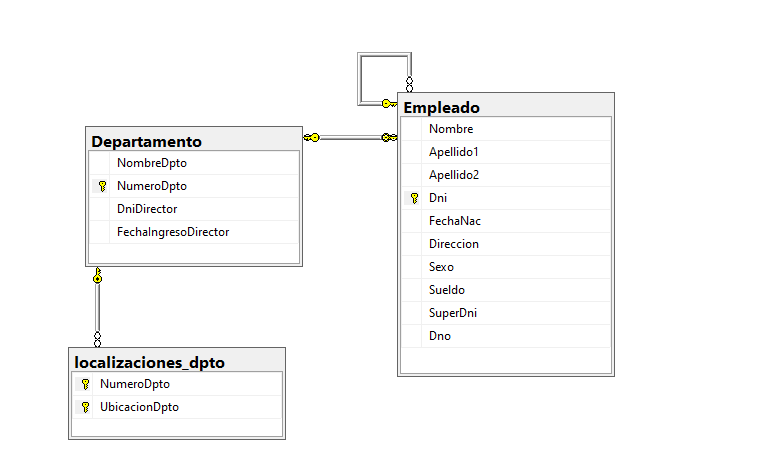 Departamento
NombreDpto
NumeroDpto
DniDirector
FechaIngresoDirector
Empleado
Nombre
Apellido1
Apellido2
Dni
FechaNac
Direccion
Sexo
Sueldo
SuperDni
Dno
localizaciones_dpto
NumeroDpto
UbicacionDpto